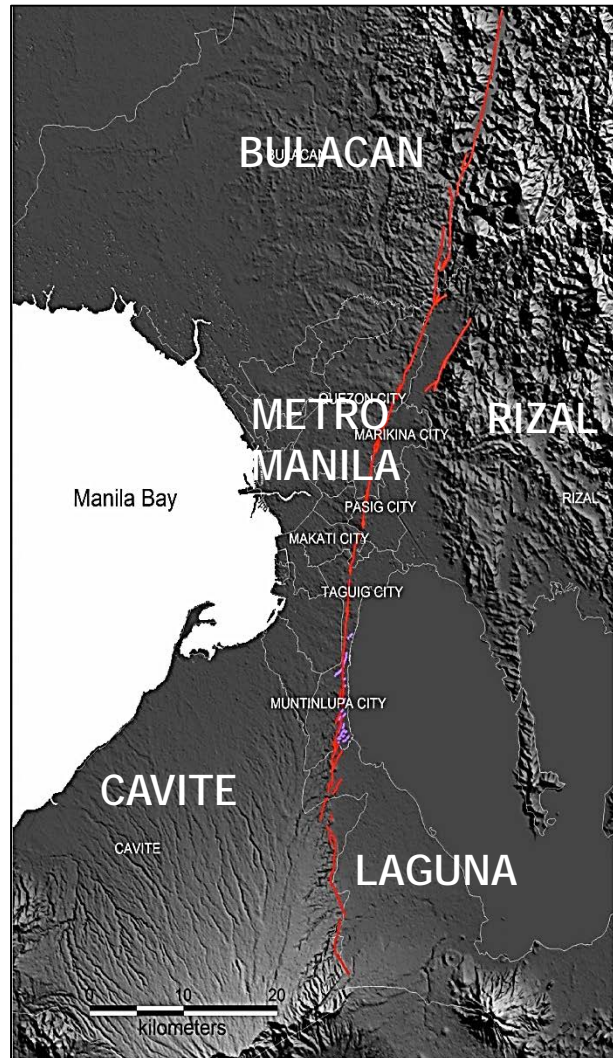 BULACAN
BULACAN
QUEZON CITY
METRO
MANILA
MARIKINA CITY
RIZAL
RIZAL
Manila Bay
PASIG CITY
MAKATI CITY
TAGUIG CITY
MUNTINLUPA CITY
CAVITE
CAVITE
LAGUNA
0 10 20
kilometers